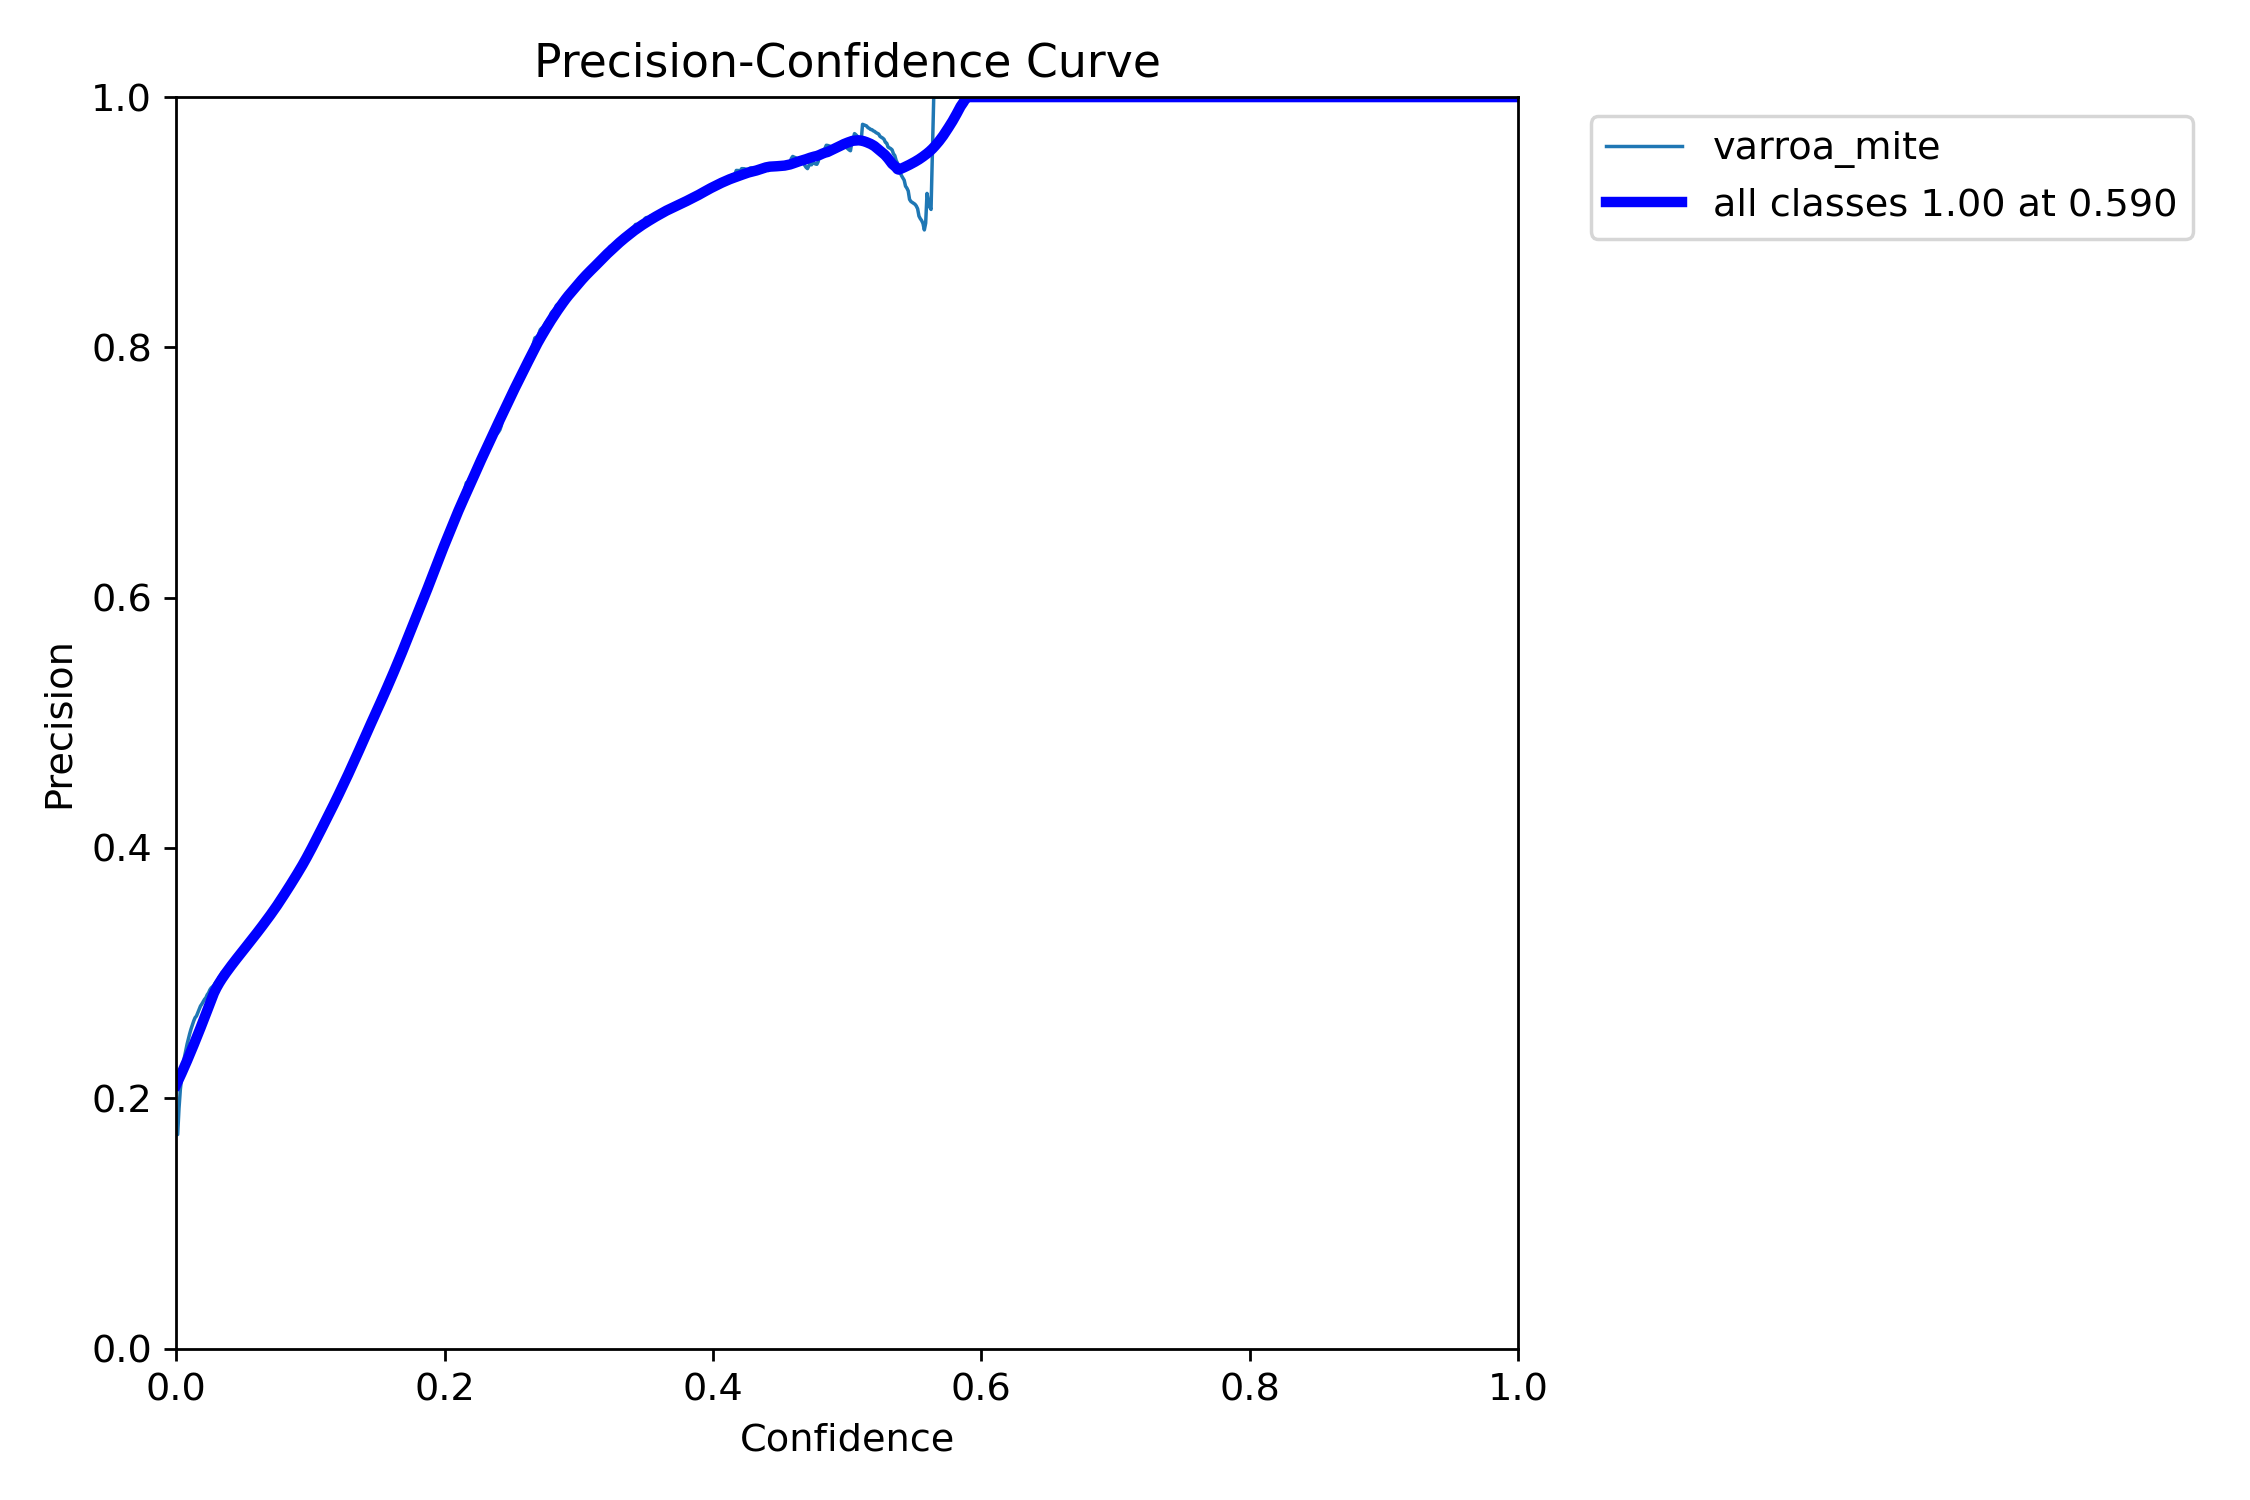 Precision-Confidence Curve
1.0
0.8
0.6
0.4
0.2
0.0
Precision
0.0 0.2 0.4 0.6 0.8 1.0
Confidence
varroa_mite
all classes 1.00 at 0.590